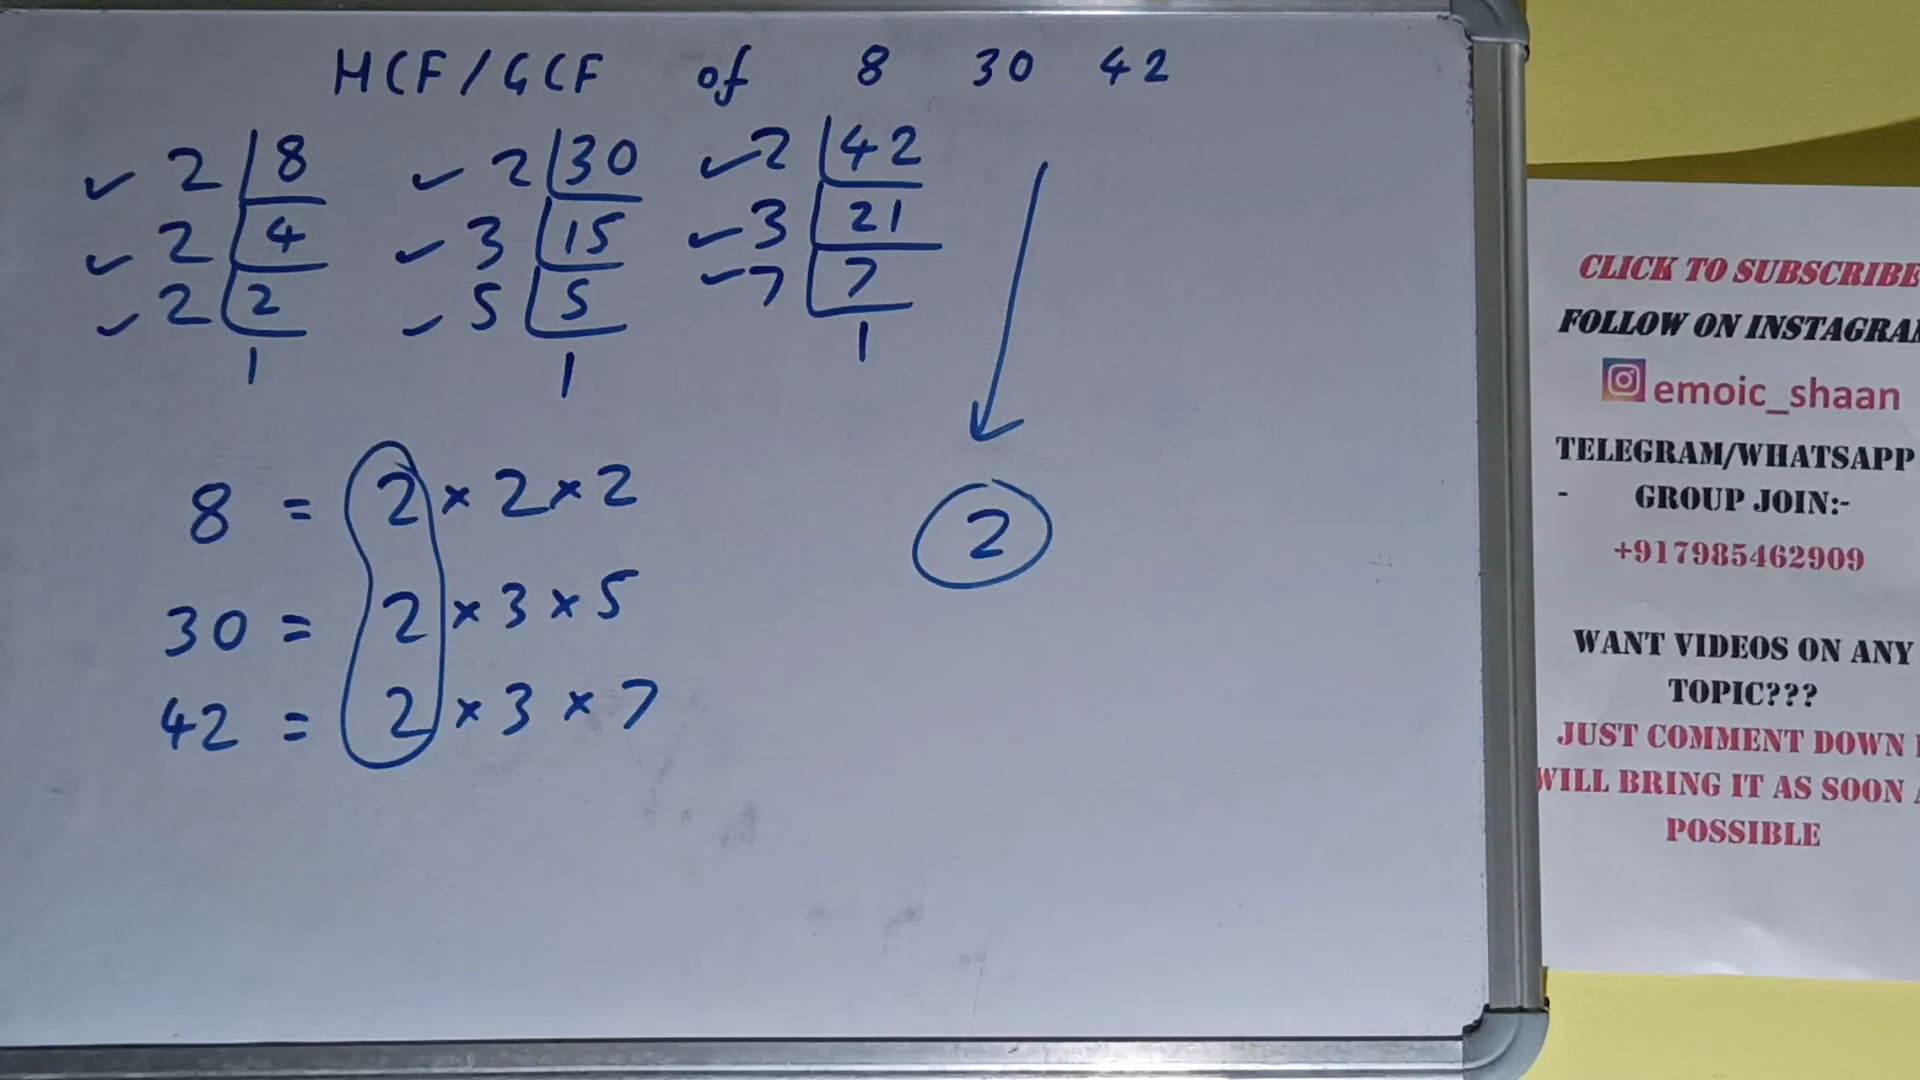 HCF/GCF of 8 30 42
2 8 2 30 2 42
2 4 3 15 3 21
2 2 5 5 7 7
1 1 1
8 = 2 × 2 × 2
30 = 2 × 3 × 5
42 = 2 × 3 × 7
2
CLICK TO SUBSCRIBE
FOLLOW ON INSTAGRA
emoic_shaan
TELEGRAM/WHATSAPP
- GROUP JOIN:-
+917985462909
WANT VIDEOS ON ANY
TOPIC???
JUST COMMENT DOWN
WILL BRING IT AS SOON
POSSIBLE